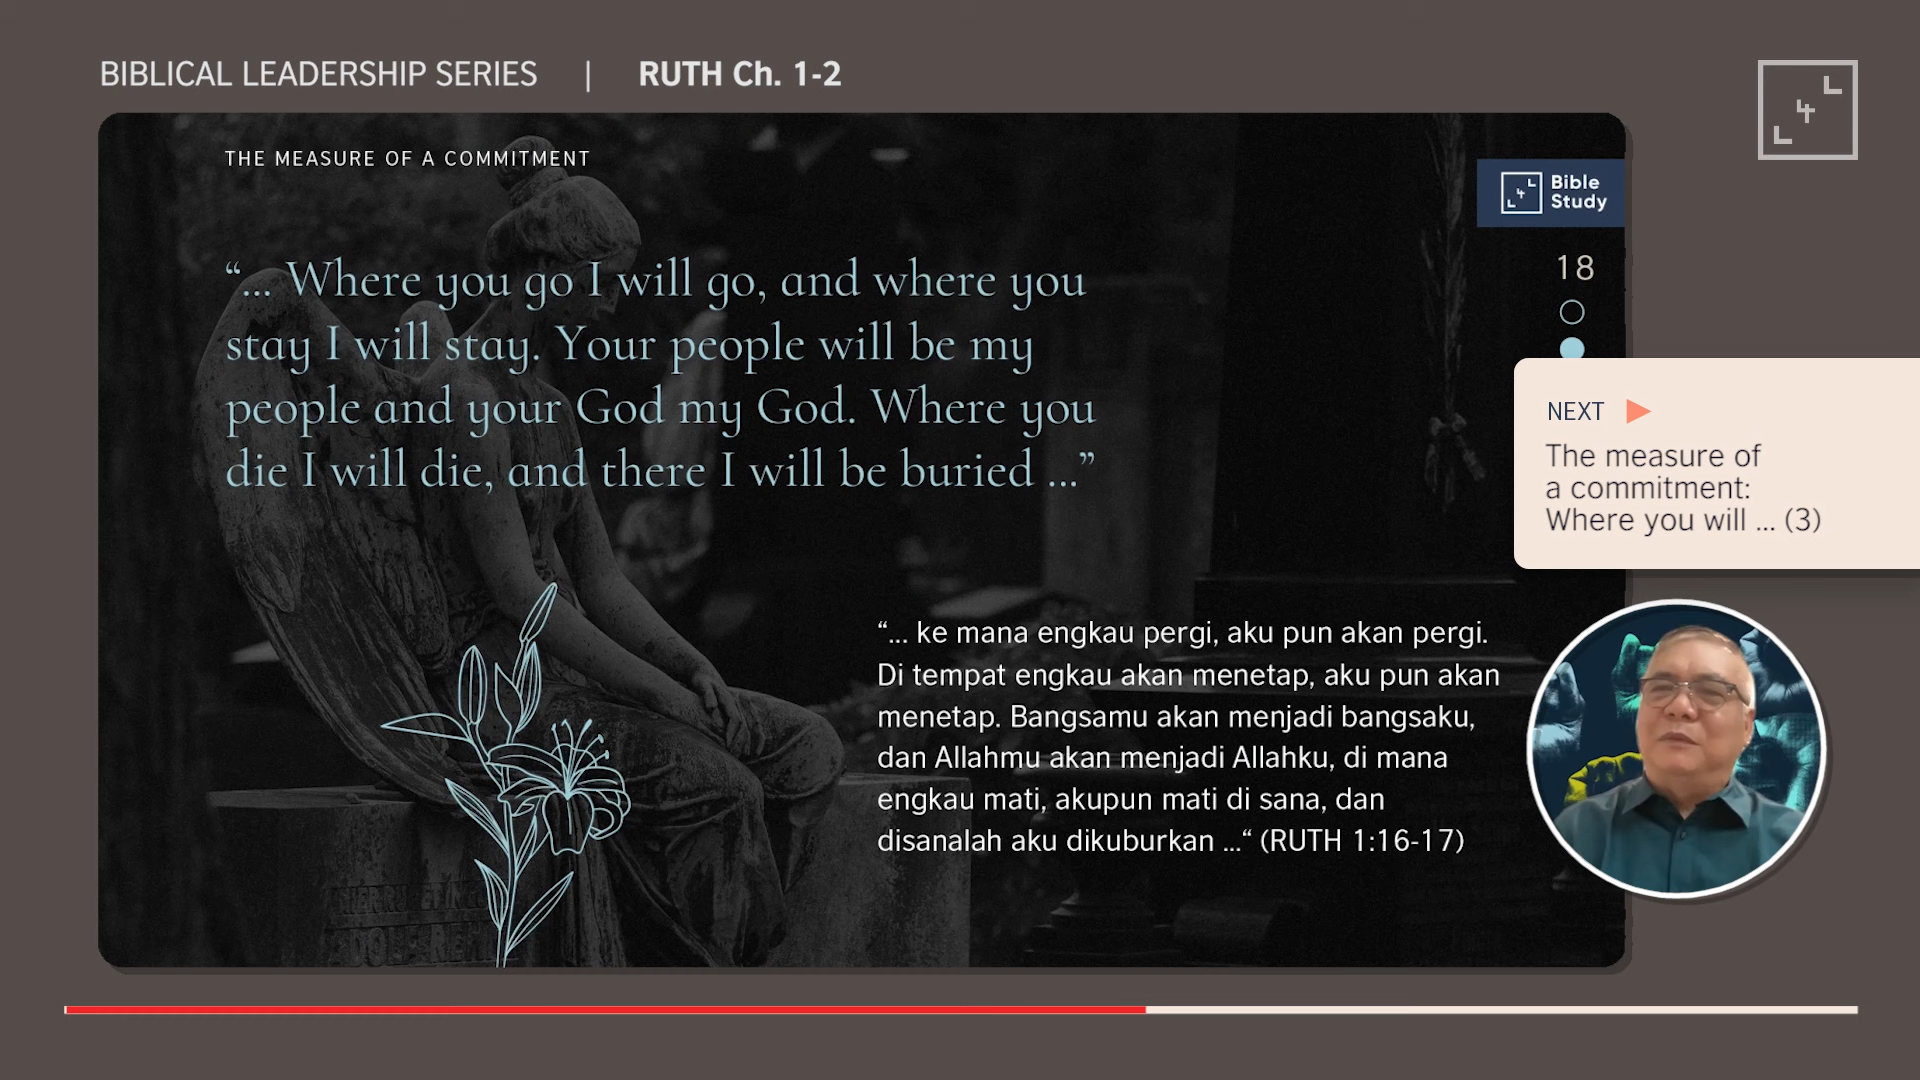 BIBLICAL LEADERSHIP SERIES | RUTH Ch. 1-2
THE MEASURE OF A COMMITMENT
Bible
Study
“... Where you go I will go, and where you
stay I will stay. Your people will be my
people and your God my God. Where you
die I will die, and there I will be buried ...”
18
NEXT
The measure of
a commitment:
Where you will ... (3)
“... ke mana engkau pergi, aku pun akan pergi.
Di tempat engkau akan menetap, aku pun akan
menetap. Bangsamu akan menjadi bangsaku,
dan Allahmu akan menjadi Allahku, di mana
engkau mati, akupun mati di sana, dan
disanalah aku dikuburkan ...“ (RUTH 1:16-17)